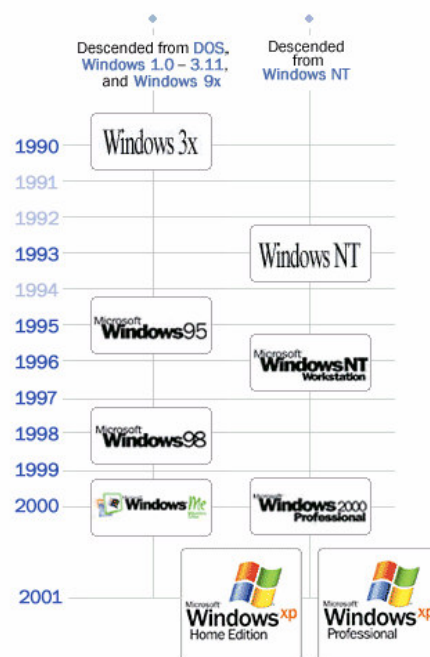 Descended from DOS,
Windows 1.0 – 3.11,
and Windows 9x
Descended
from
Windows NT
1990
Windows 3x
1991
1992
1993
Windows NT
1994
1995
Microsoft
Windows95
1996
Microsoft
WindowsNT
Workstation
1997
1998
Microsoft
Windows98
1999
2000
Windows Me
Microsoft
Windows2000
Professional
2001
Microsoft
Windows xp
Home Edition
Microsoft
Windows xp
Professional